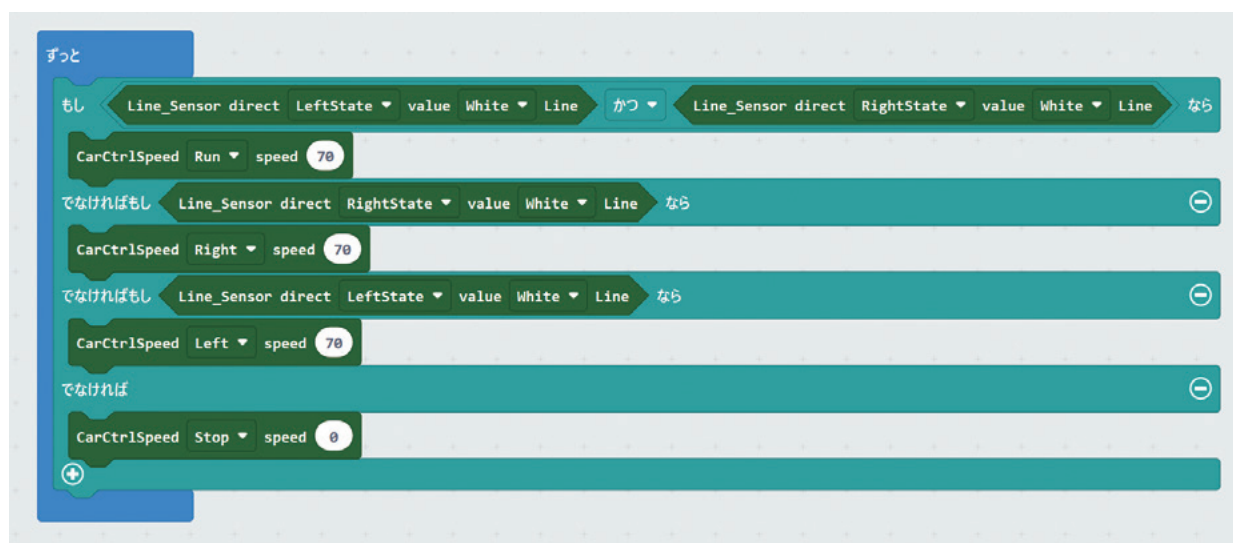 ずっと
もし Line_Sensor direct LeftState value White Line かつ Line_Sensor direct RightState value White Line なら
CarCtrlSpeed Run speed 70
でなければもし Line_Sensor direct RightState value White Line なら
CarCtrlSpeed Right speed 70
でなければもし Line_Sensor direct LeftState value White Line なら
CarCtrlSpeed Left speed 70
でなければ
CarCtrlSpeed Stop speed 0